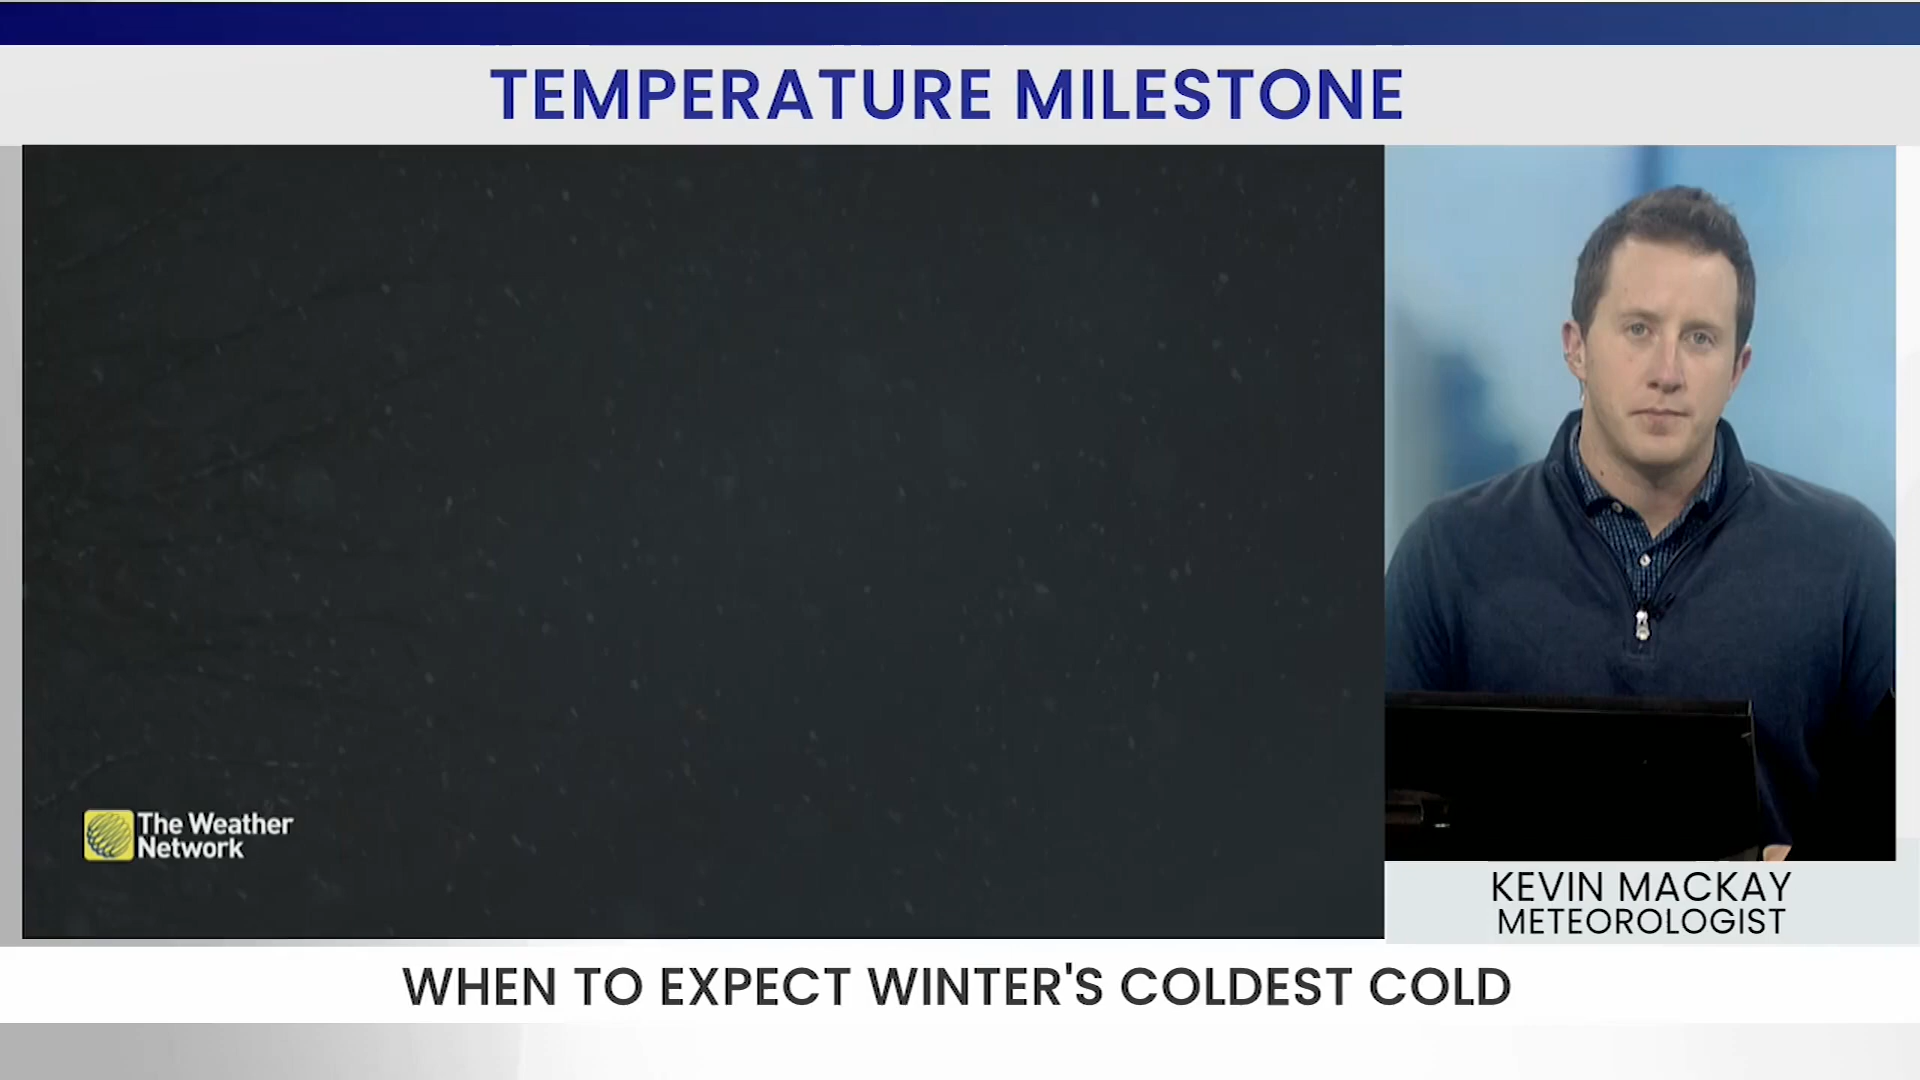 TEMPERATURE MILESTONE
The Weather
Network
KEVIN MACKAY
METEOROLOGIST
WHEN TO EXPECT WINTER'S COLDEST COLD